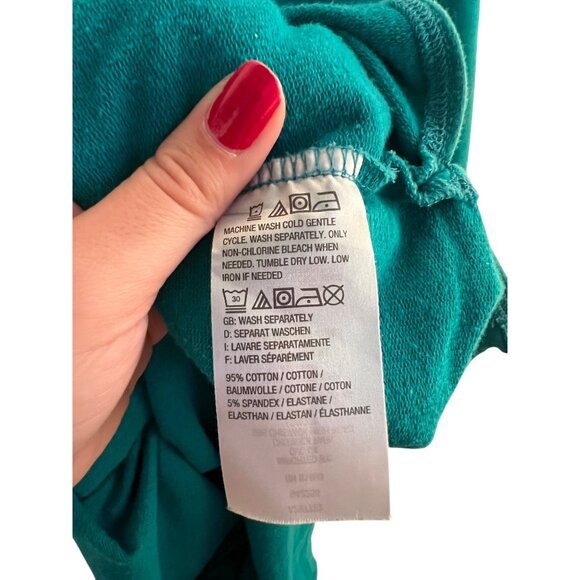 MACHINE WASH COLD GENTLE
CYCLE. WASH SEPARATELY. ONLY
NON-CHLORINE BLEACH WHEN
NEEDED. TUMBLE DRY LOW. LOW
IRON IF NEEDED
30
GB: WASH SEPARATELY
D: SEPARAT WASCHEN
I: LAVARE SEPARATAMENTE
F: LAVER SÉPARÉMENT
95% COTTON / COTTON /
BAUMWOLLE / COTONE / COTON
5% SPANDEX / ELASTANE /
ELASTHAN / ELASTAN / ÉLASTHANNE